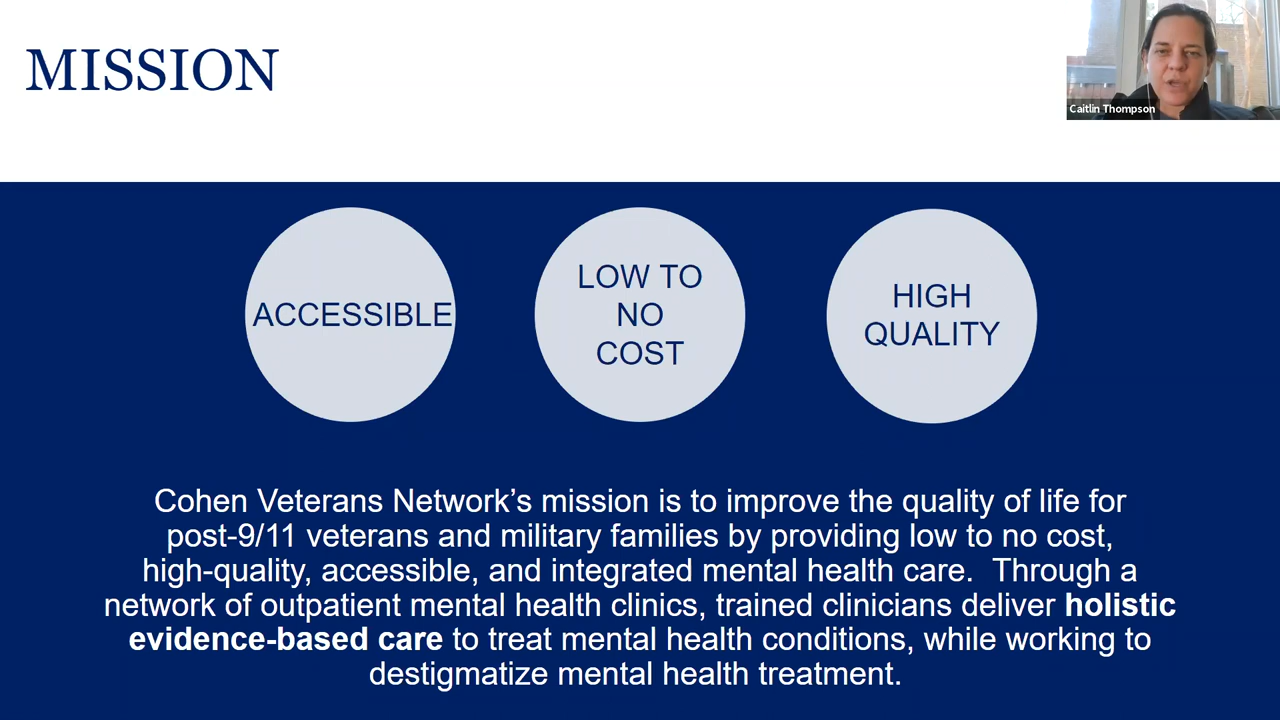 MISSION
Caitlin Thompson
ACCESSIBLE
LOW TO
NO
COST
HIGH
QUALITY
Cohen Veterans Network’s mission is to improve the quality of life for
post-9/11 veterans and military families by providing low to no cost,
high-quality, accessible, and integrated mental health care.  Through a
network of outpatient mental health clinics, trained clinicians deliver holistic
evidence-based care to treat mental health conditions, while working to
destigmatize mental health treatment.